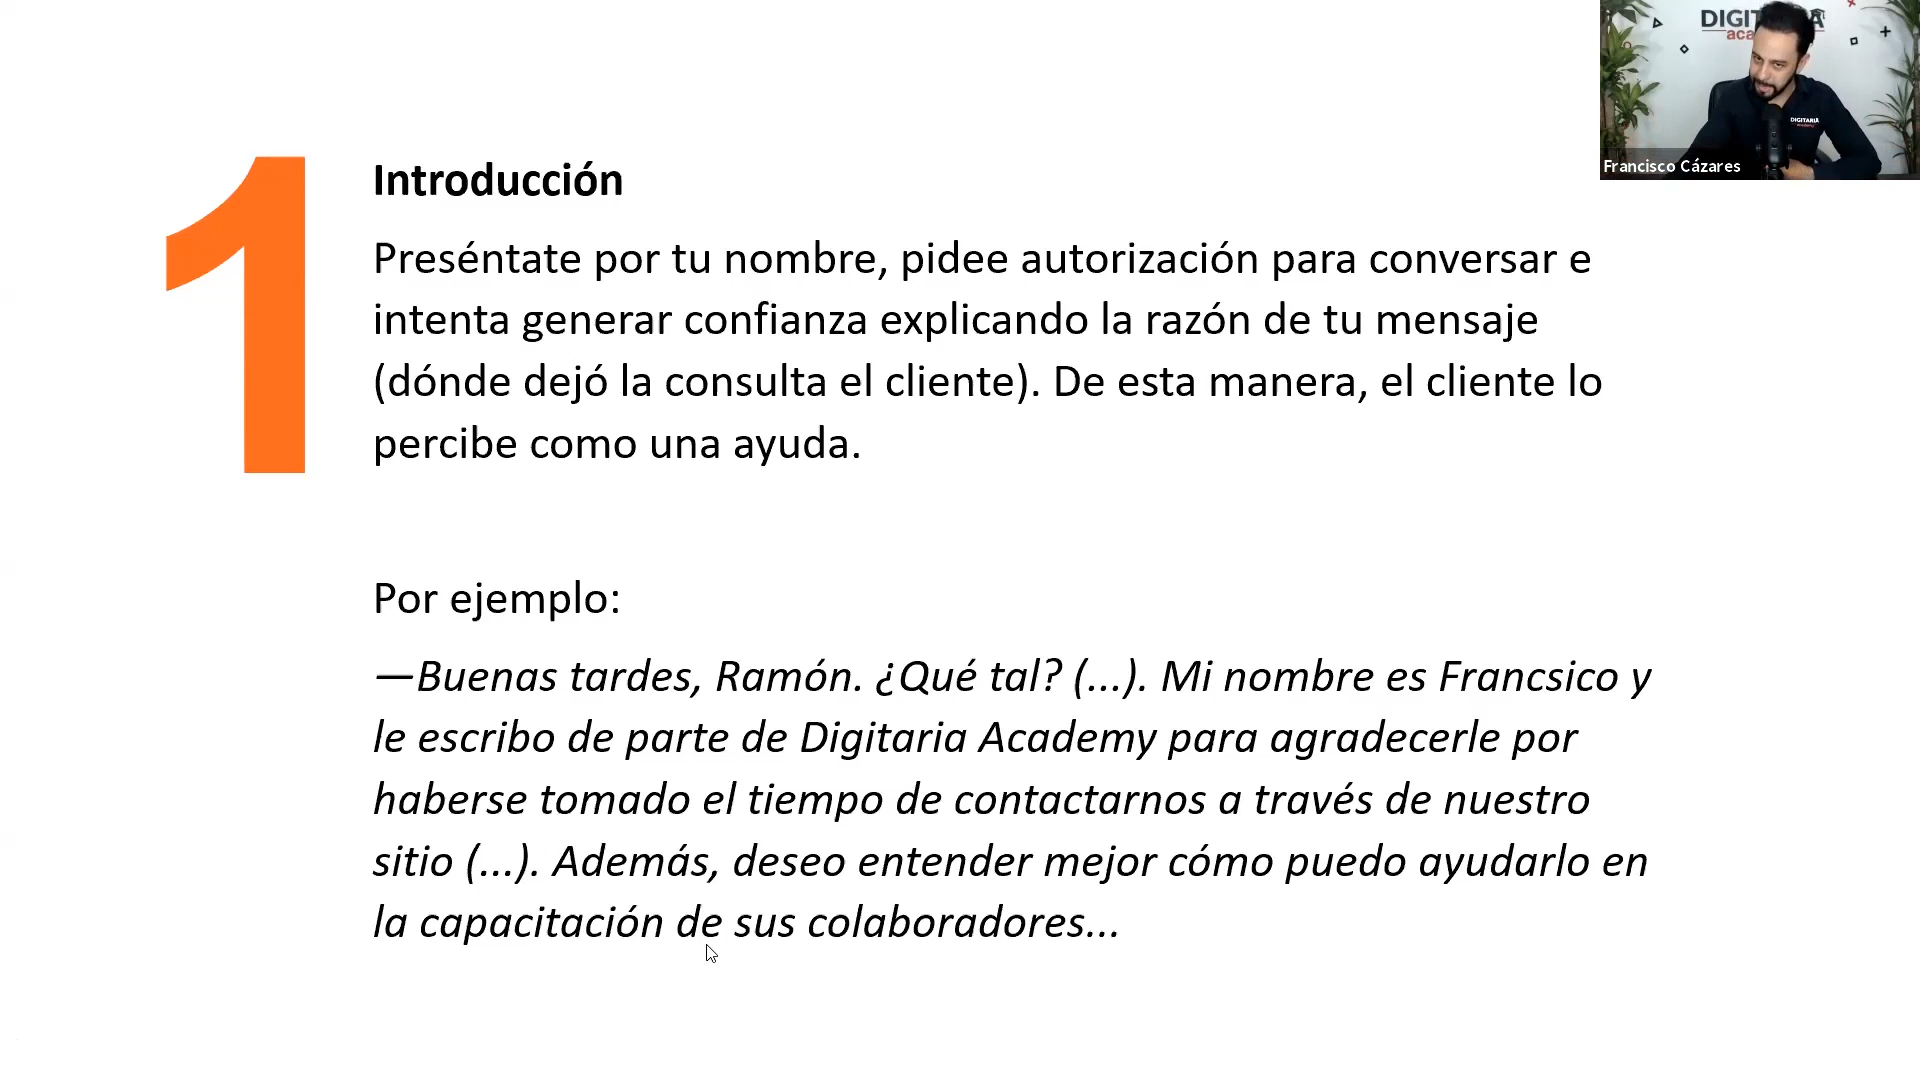 DIGIT A
aca
DIGITARIA
academy
Francisco Cázares
1
Introducción
Preséntate por tu nombre, pidee autorización para conversar e
intenta generar confianza explicando la razón de tu mensaje
(dónde dejó la consulta el cliente). De esta manera, el cliente lo
percibe como una ayuda.
Por ejemplo:
—Buenas tardes, Ramón. ¿Qué tal? (...). Mi nombre es Francsico y
le escribo de parte de Digitaria Academy para agradecerle por
haberse tomado el tiempo de contactarnos a través de nuestro
sitio (...). Además, deseo entender mejor cómo puedo ayudarlo en
la capacitación de sus colaboradores...